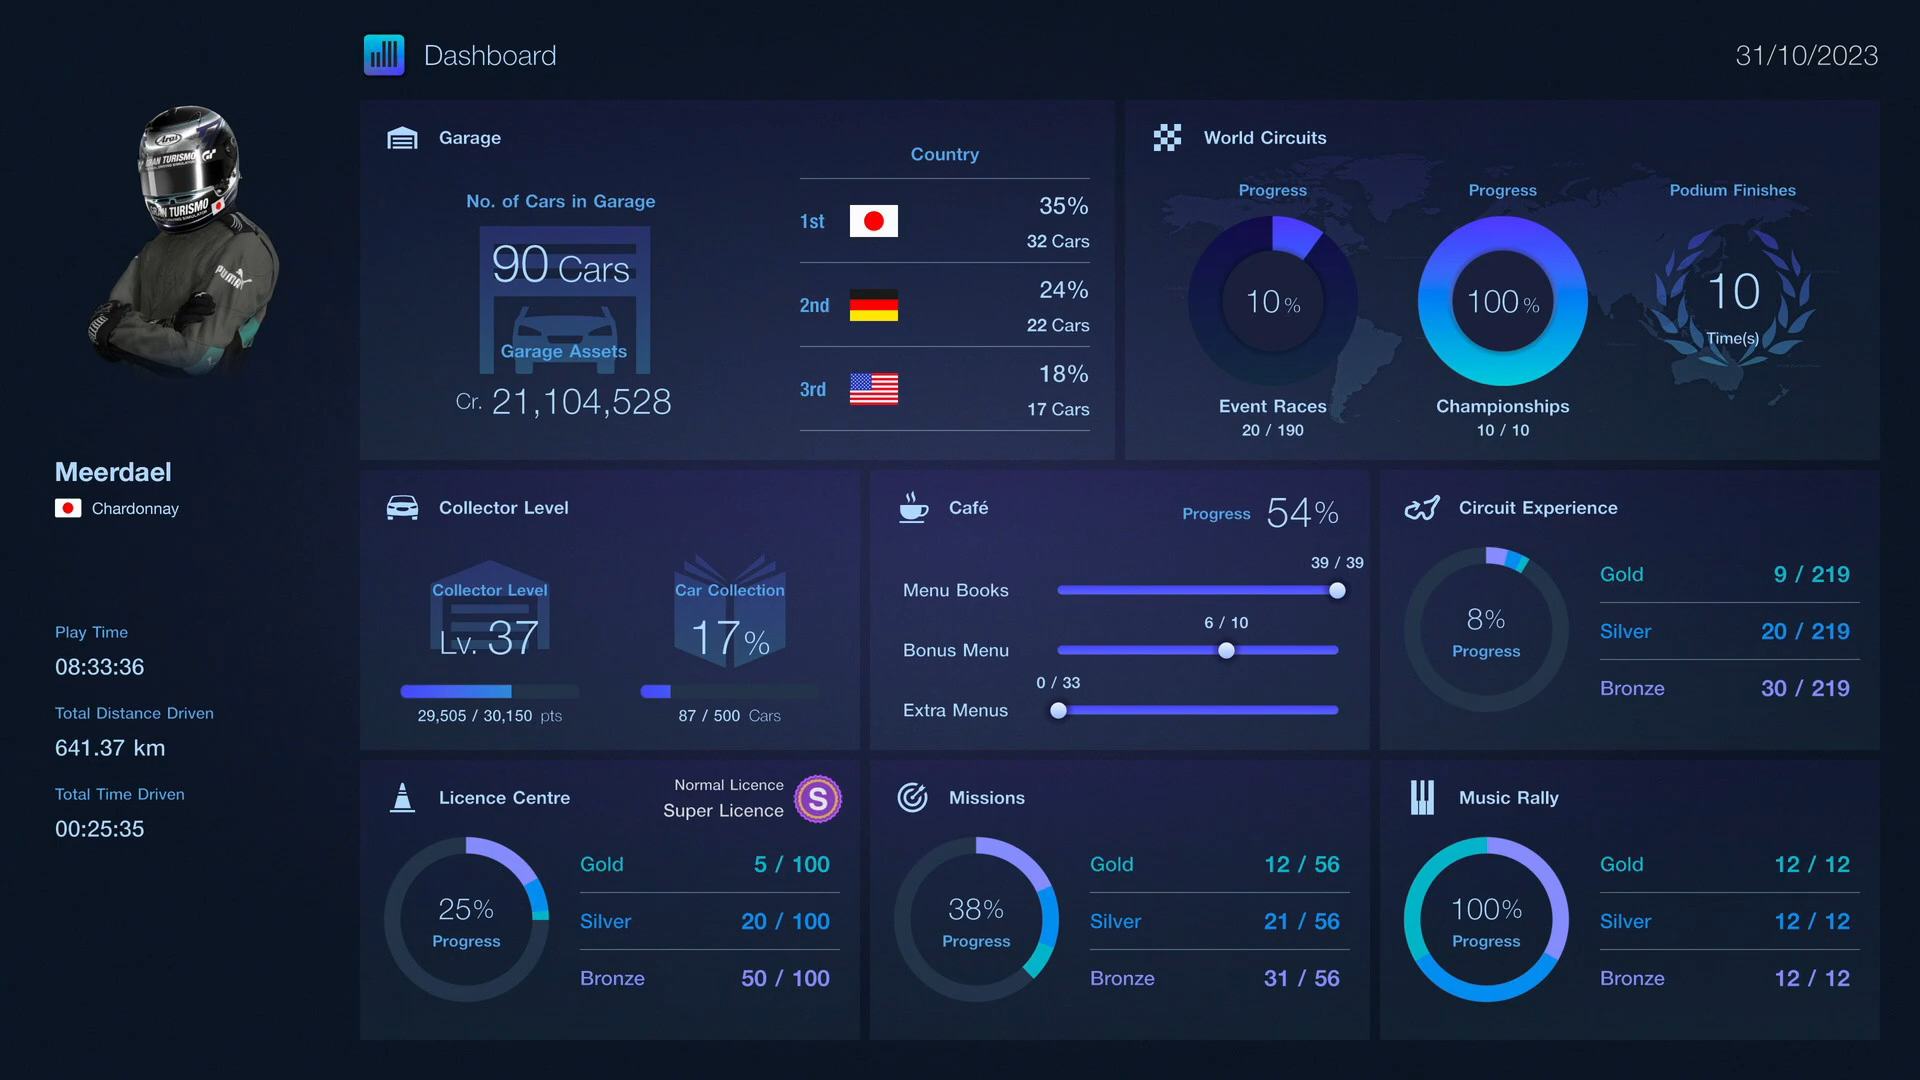 Dashboard
31/10/2023
Arai
GRAN TURISMO
GRAN TURISMO
PUMA
Meerdael
Chardonnay
Play Time
08:33:36
Total Distance Driven
641.37 km
Total Time Driven
00:25:35
Garage
No. of Cars in Garage
90 Cars
Garage Assets
Cr. 21,104,528
Country
1st
35%
32 Cars
2nd
24%
22 Cars
3rd
18%
17 Cars
World Circuits
Progress
10%
Event Races
20 / 190
Progress
100%
Championships
10 / 10
Podium Finishes
10
Time(s)
Collector Level
Collector Level
Lv. 37
29,505 / 30,150 pts
Car Collection
17%
87 / 500 Cars
Café
Progress 54%
39 / 39
Menu Books
6 / 10
Bonus Menu
0 / 33
Extra Menus
Circuit Experience
8%
Progress
Gold 9 / 219
Silver 20 / 219
Bronze 30 / 219
Licence Centre
Normal Licence
Super Licence
S
25%
Progress
Gold 5 / 100
Silver 20 / 100
Bronze 50 / 100
Missions
38%
Progress
Gold 12 / 56
Silver 21 / 56
Bronze 31 / 56
Music Rally
100%
Progress
Gold 12 / 12
Silver 12 / 12
Bronze 12 / 12